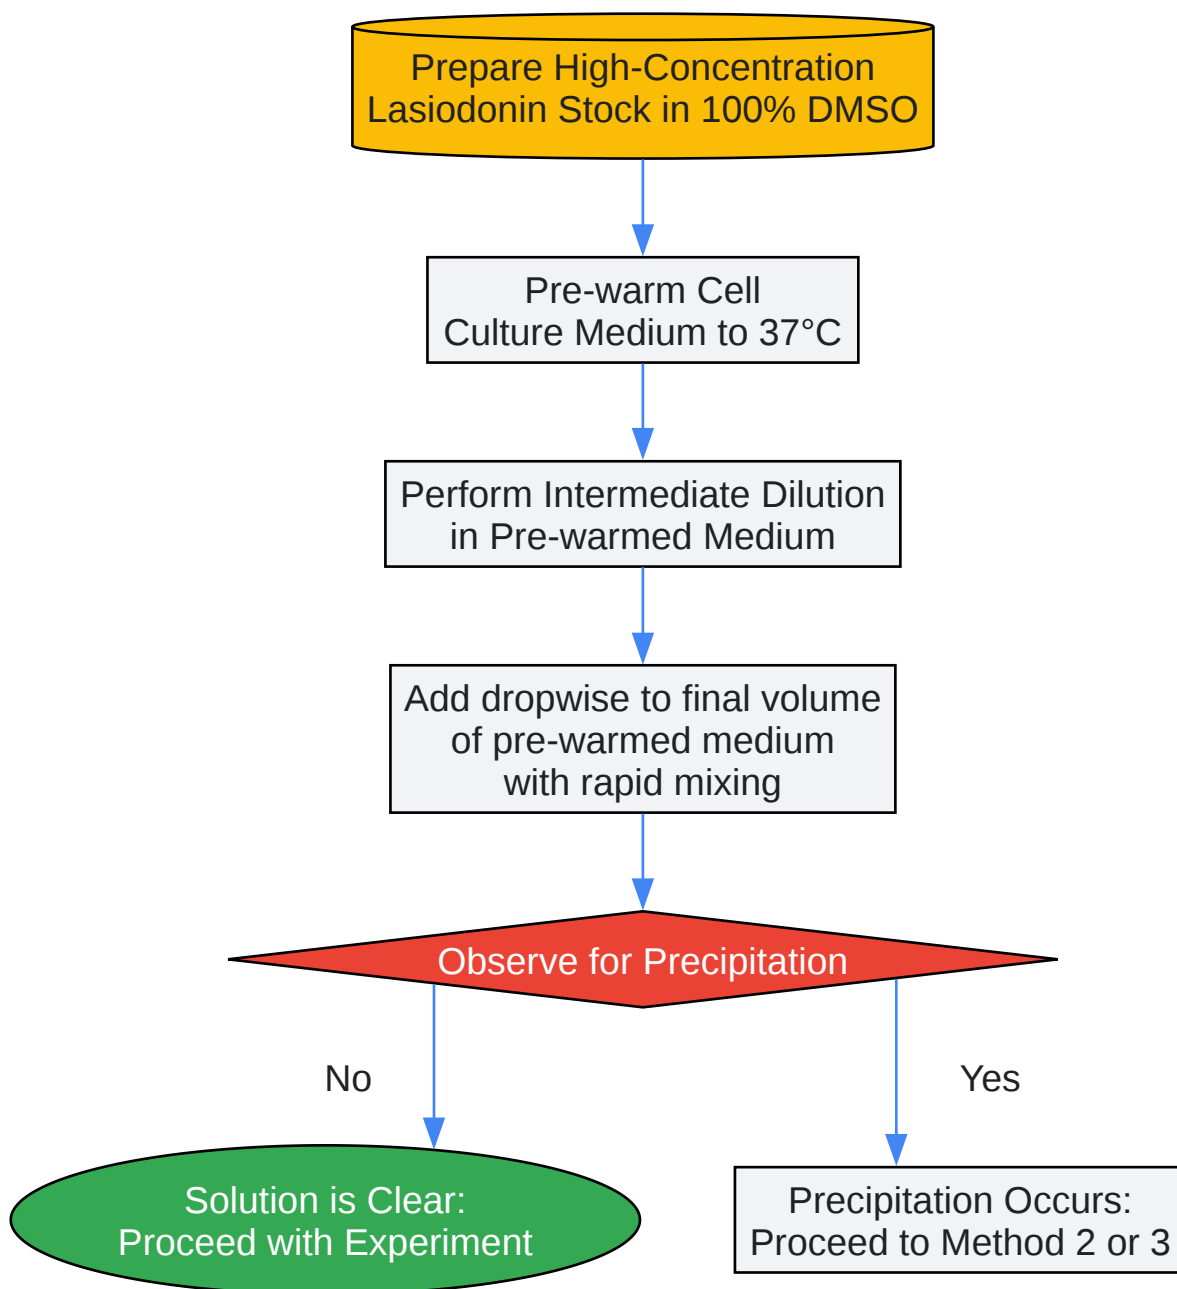 Prepare High-Concentration
Lasiodonin Stock in 100% DMSO
Pre-warm Cell
Culture Medium to 37°C
Perform Intermediate Dilution
in Pre-warmed Medium
Add dropwise to final volume
of pre-warmed medium
with rapid mixing
Observe for Precipitation
No
Yes
Solution is Clear:
Proceed with Experiment
Precipitation Occurs:
Proceed to Method 2 or 3